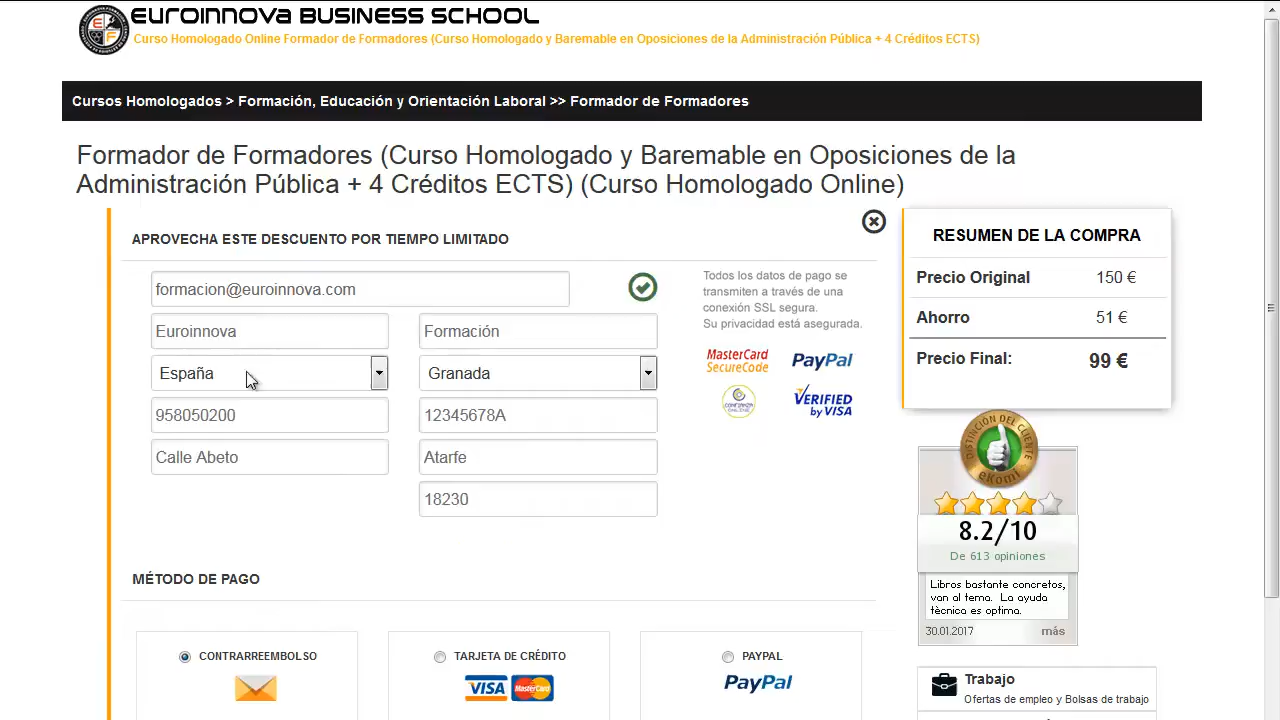 EUROINNOVA BUSINESS SCHOOL
Curso Homologado Online Formador de Formadores (Curso Homologado y Baremable en Oposiciones de la Administración Pública + 4 Créditos ECTS)
Cursos Homologados > Formación, Educación y Orientación Laboral >> Formador de Formadores
Formador de Formadores (Curso Homologado y Baremable en Oposiciones de la
Administración Pública + 4 Créditos ECTS) (Curso Homologado Online)
APROVECHA ESTE DESCUENTO POR TIEMPO LIMITADO
formacion@euroinnova.com
Euroinnova
Formación
España
Granada
958050200
12345678A
Calle Abeto
Atarfe
18230
Todos los datos de pago se
transmiten a través de una
conexión SSL segura.
Su privacidad está asegurada.
MasterCard
SecureCode
PayPal
CONFIANZA
ONLINE
VERIFIED
by VISA
MÉTODO DE PAGO
CONTRARREEMBOLSO
TARJETA DE CRÉDITO
VISA
MasterCard
PAYPAL
PayPal
RESUMEN DE LA COMPRA
Precio Original 150 €
Ahorro 51 €
Precio Final: 99 €
DISTINCIÓN DEL CLIENTE
eKomi
8.2/10
De 613 opiniones
Libros bastante concretos,
van al tema. La ayuda
tècnica es optima.
30.01.2017 más
Trabajo
Ofertas de empleo y Bolsas de trabajo